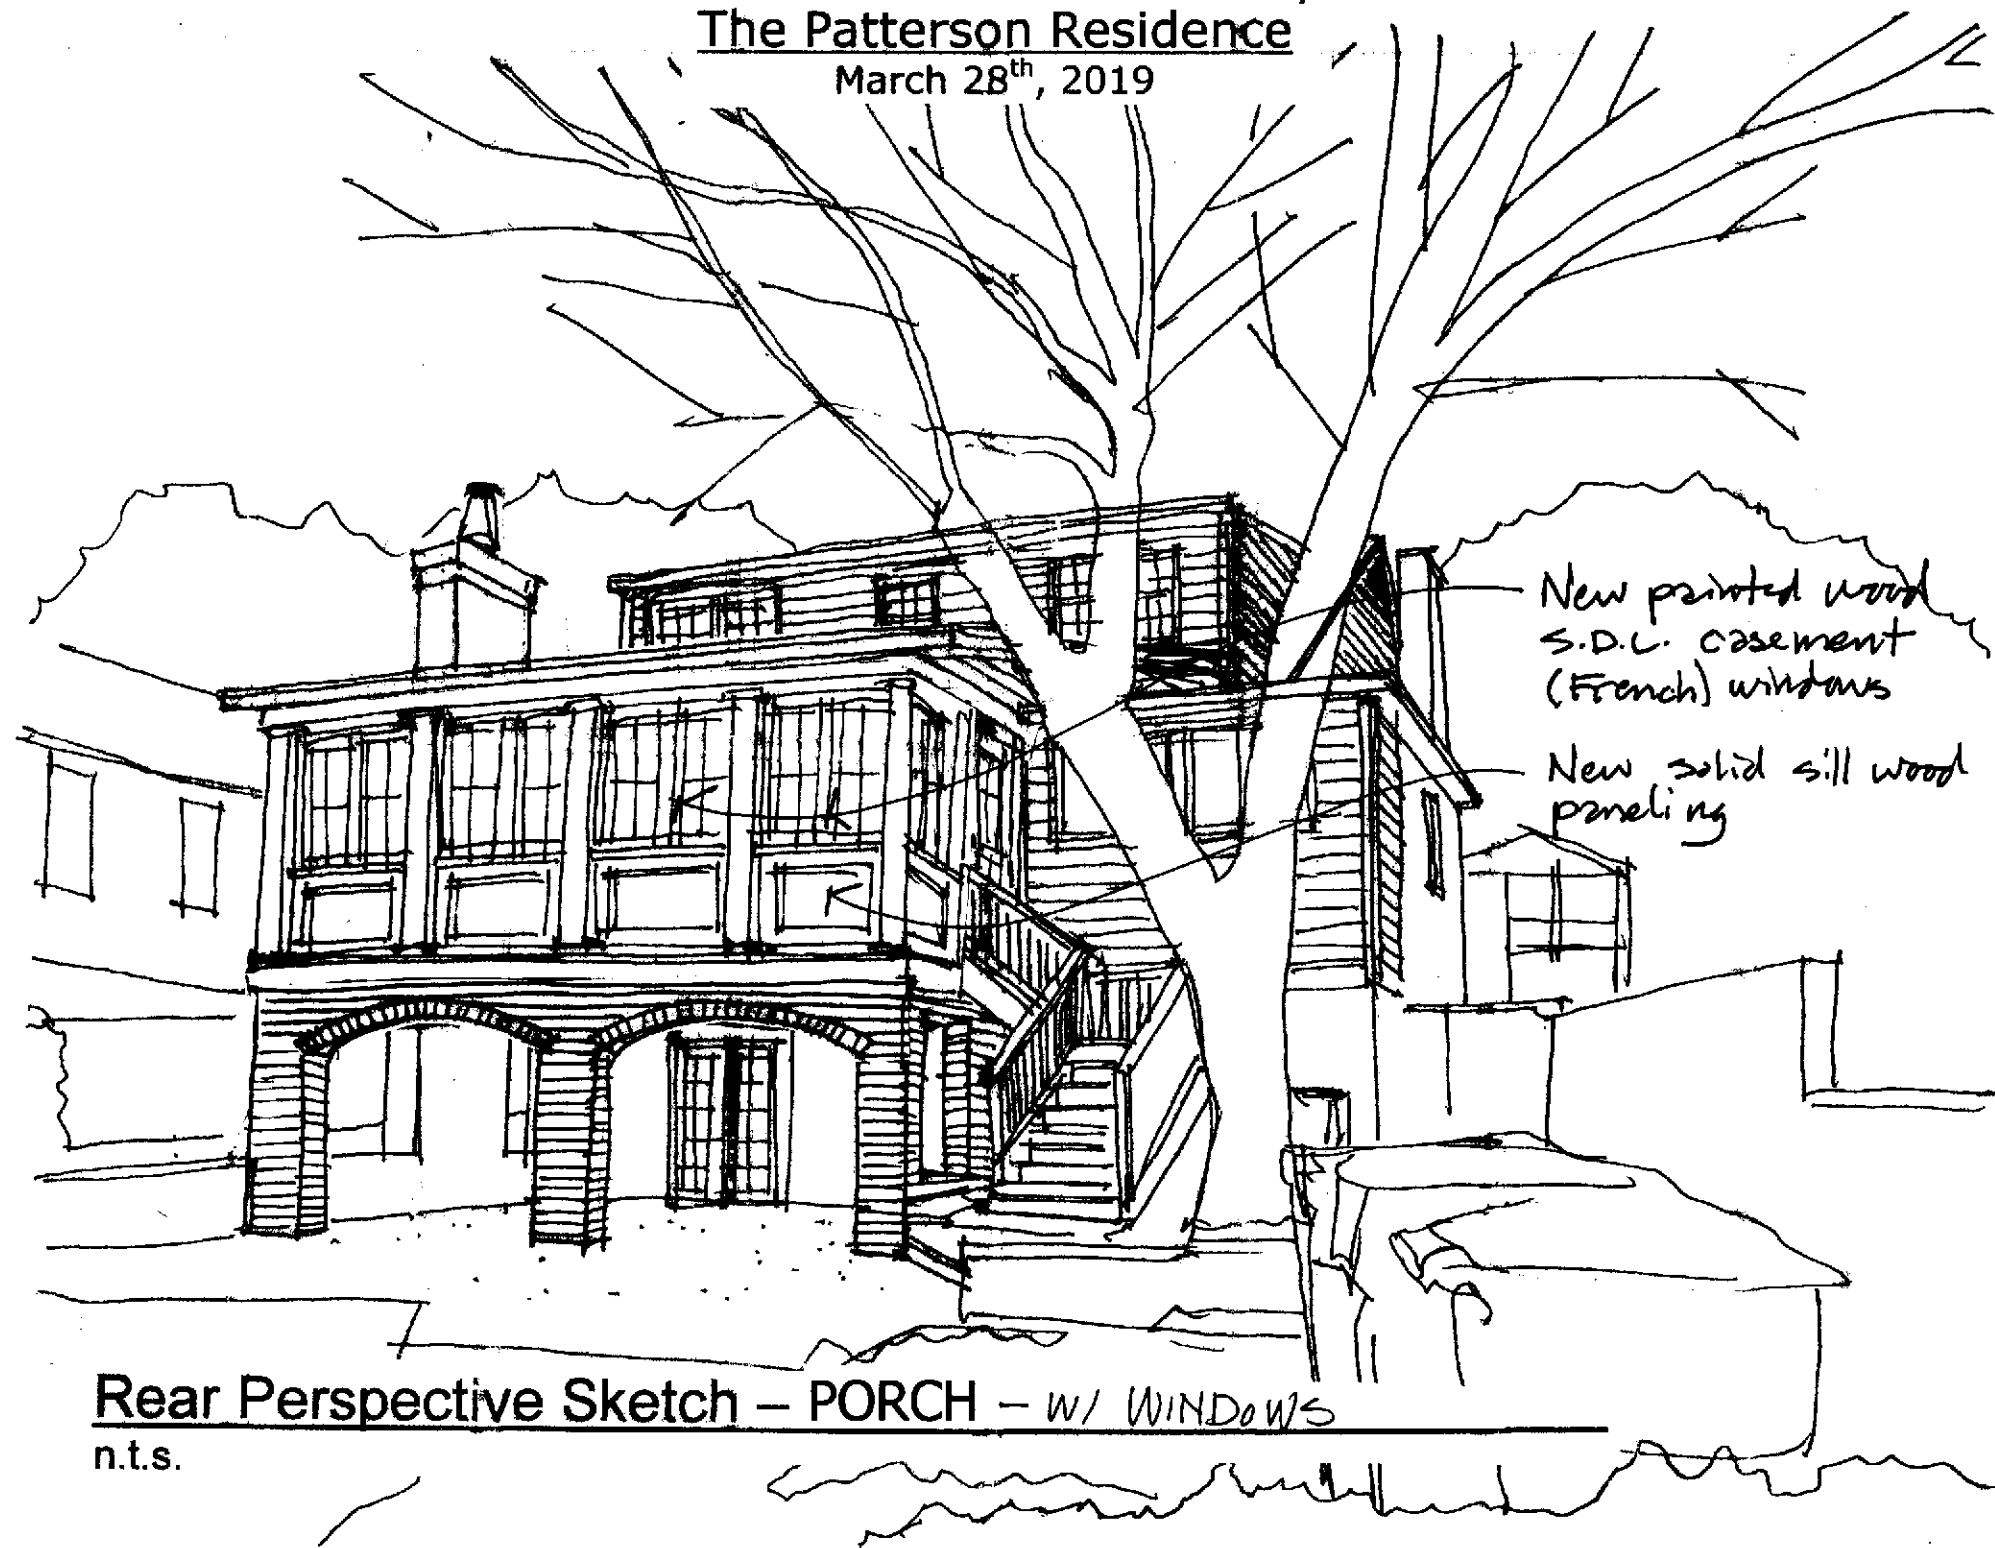 The Patterson Residence
March 28th, 2019
New painted wood
S.D.L. casement
(French) windows
New solid sill wood
paneling
Rear Perspective Sketch – PORCH – W/ WINDOWS
n.t.s.